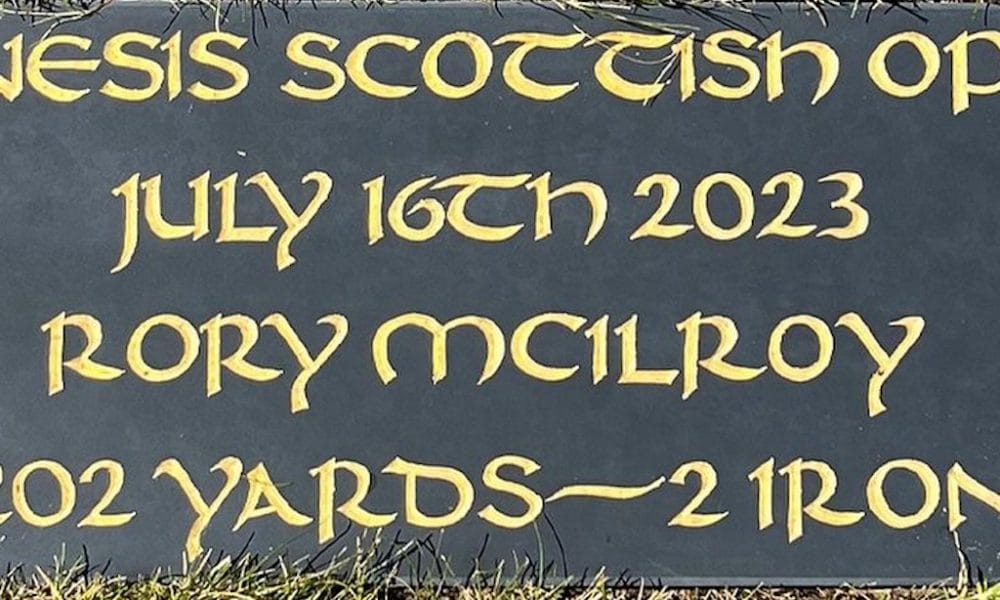 NESIS SCOTTISH OP
JULY 16TH 2023
RORY MCILROY
202 YARDS—2 IRON